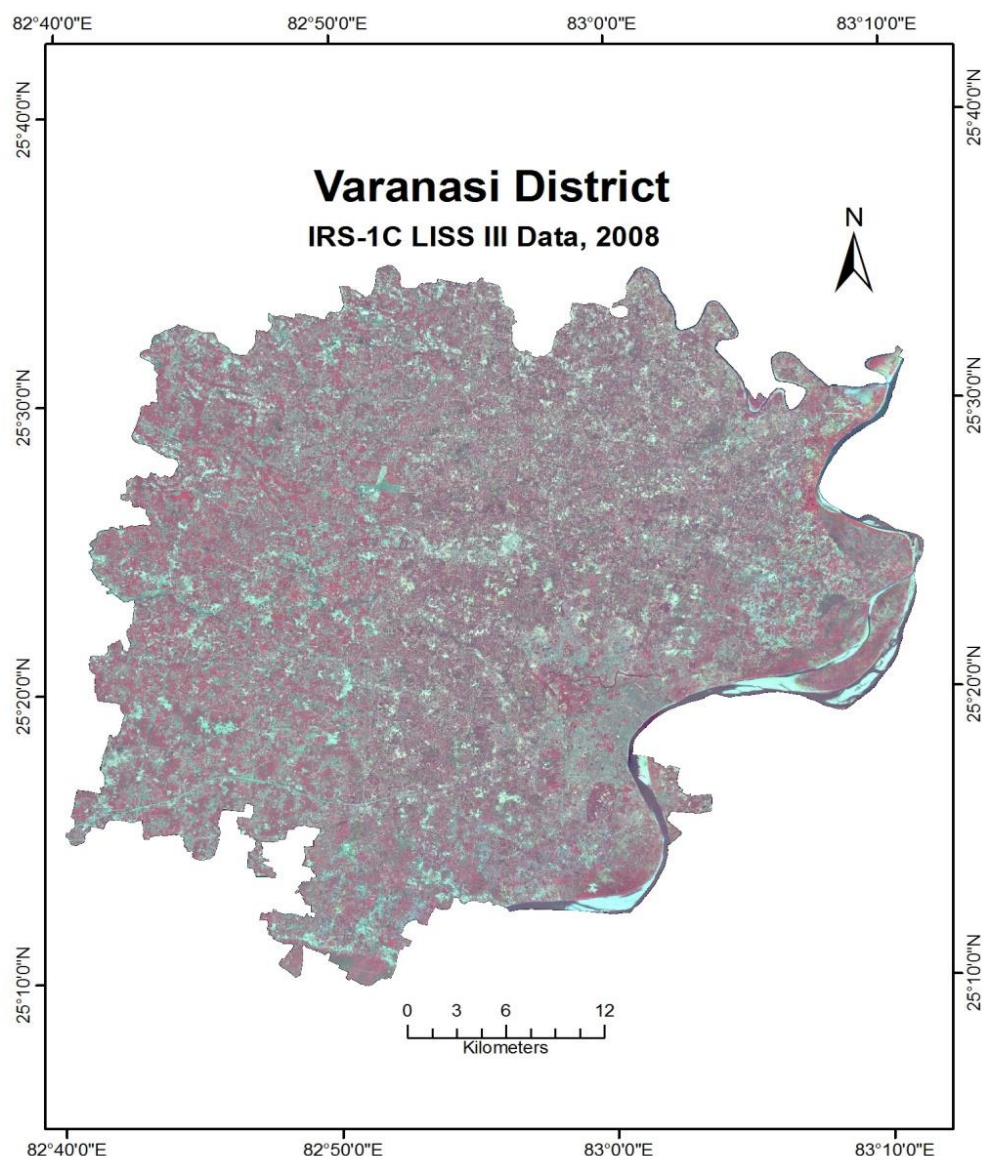 82°40'0"E 82°50'0"E 83°0'0"E 83°10'0"E
25°40'0"N 25°40'0"N
Varanasi District
IRS-1C LISS III Data, 2008
N
25°30'0"N 25°30'0"N
25°20'0"N 25°20'0"N
25°10'0"N 25°10'0"N
0 3 6 12
Kilometers
82°40'0"E 82°50'0"E 83°0'0"E 83°10'0"E